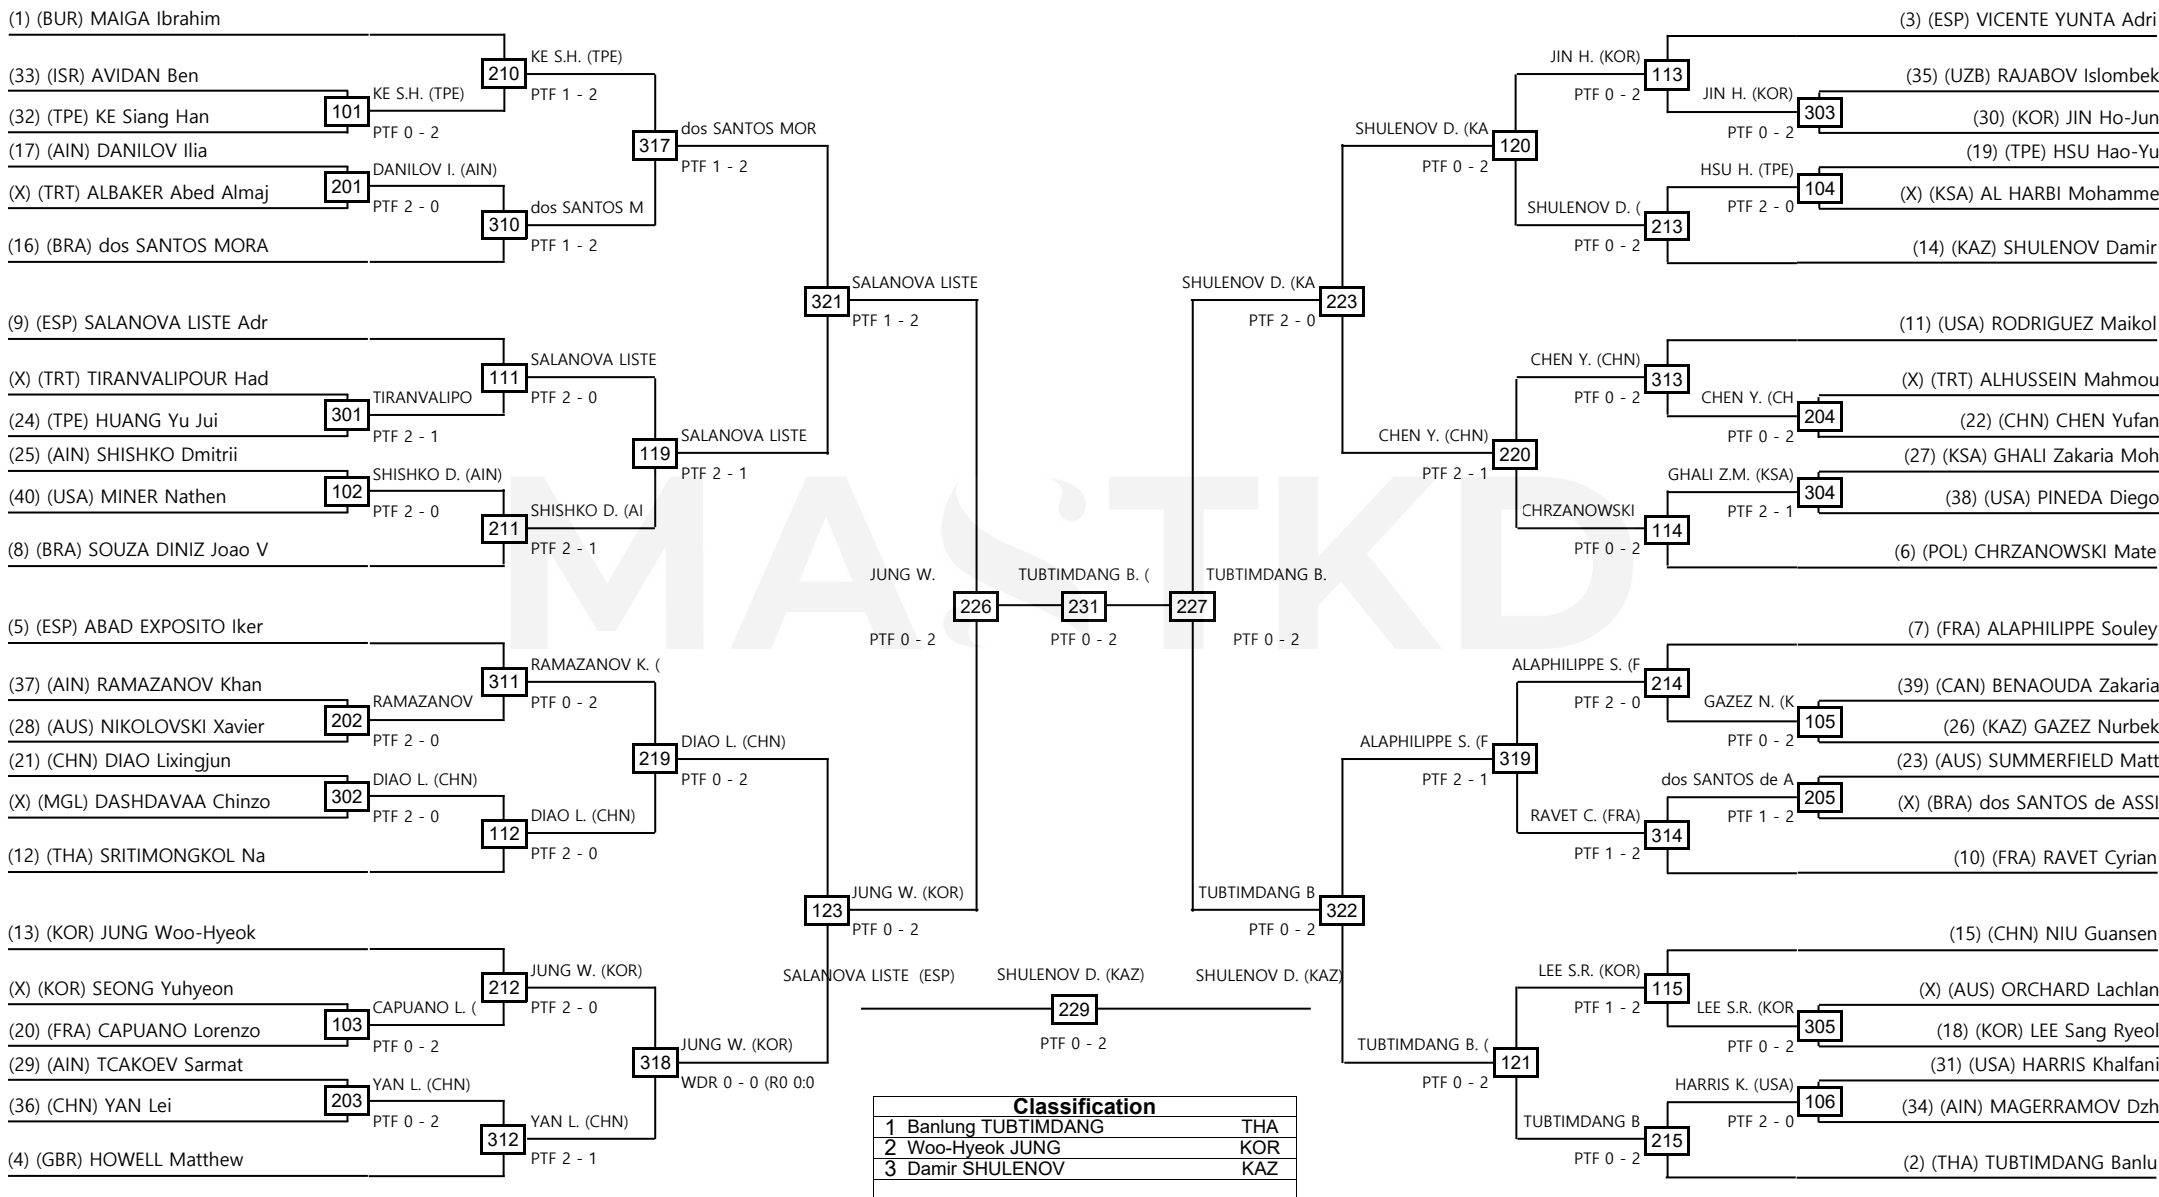 (1) (BUR) MAIGA Ibrahim
(33) (ISR) AVIDAN Ben
(32) (TPE) KE Siang Han
(17) (AIN) DANILOV Ilia
(X) (TRT) ALBAKER Abed Almaj
(16) (BRA) dos SANTOS MORA
(9) (ESP) SALANOVA LISTE Adr
(X) (TRT) TIRANVALIPOUR Had
(24) (TPE) HUANG Yu Jui
(25) (AIN) SHISHKO Dmitrii
(40) (USA) MINER Nathen
(8) (BRA) SOUZA DINIZ Joao V
(5) (ESP) ABAD EXPOSITO Iker
(37) (AIN) RAMAZANOV Khan
(28) (AUS) NIKOLOVSKI Xavier
(21) (CHN) DIAO Lixingjun
(X) (MGL) DASHDAVAA Chinzo
(12) (THA) SRITIMONGKOL Na
(13) (KOR) JUNG Woo-Hyeok
(X) (KOR) SEONG Yuhyeon
(20) (FRA) CAPUANO Lorenzo
(29) (AIN) TCAKOEV Sarmat
(36) (CHN) YAN Lei
(4) (GBR) HOWELL Matthew
101 KE S.H. (TPE)
PTF 0 - 2
201 DANILOV I. (AIN)
PTF 2 - 0
301 TIRANVALIPO
PTF 2 - 1
102 SHISHKO D. (AIN)
PTF 2 - 0
202 RAMAZANOV
PTF 2 - 0
302 DIAO L. (CHN)
PTF 2 - 0
103 CAPUANO L. (
PTF 0 - 2
203 YAN L. (CHN)
PTF 0 - 2
210 KE S.H. (TPE)
PTF 1 - 2
310 dos SANTOS M
PTF 1 - 2
111 SALANOVA LISTE
PTF 2 - 0
211 SHISHKO D. (AI
PTF 2 - 1
311 RAMAZANOV K. (
PTF 0 - 2
112 DIAO L. (CHN)
PTF 2 - 0
212 JUNG W. (KOR)
PTF 2 - 0
312 YAN L. (CHN)
PTF 2 - 1
317 dos SANTOS MOR
PTF 1 - 2
119 SALANOVA LISTE
PTF 2 - 1
219 DIAO L. (CHN)
PTF 0 - 2
318 JUNG W. (KOR)
WDR 0 - 0 (R0 0:0
321 SALANOVA LISTE
PTF 1 - 2
123 JUNG W. (KOR)
PTF 0 - 2
MASTKD
JUNG W.
226
PTF 0 - 2
TUBTIMDANG B. (
231
PTF 0 - 2
TUBTIMDANG B.
227
PTF 0 - 2
SALANOVA LISTE (ESP) SHULENOV D. (KAZ) SHULENOV D. (KAZ)
229
PTF 0 - 2
SHULENOV D. (KA 223
PTF 2 - 0
TUBTIMDANG B 322
PTF 0 - 2
SHULENOV D. (KA 120
PTF 0 - 2
CHEN Y. (CHN) 220
PTF 2 - 1
ALAPHILIPPE S. (F 319
PTF 2 - 1
TUBTIMDANG B. ( 121
PTF 0 - 2
JIN H. (KOR) 113
PTF 0 - 2
SHULENOV D. ( 213
PTF 0 - 2
CHEN Y. (CHN) 313
PTF 0 - 2
CHRZANOWSKI 114
PTF 0 - 2
ALAPHILIPPE S. (F 214
PTF 2 - 0
RAVET C. (FRA) 314
PTF 1 - 2
LEE S.R. (KOR) 115
PTF 1 - 2
TUBTIMDANG B 215
PTF 0 - 2
JIN H. (KOR) 303
PTF 0 - 2
HSU H. (TPE) 104
PTF 2 - 0
CHEN Y. (CH 204
PTF 0 - 2
GHALI Z.M. (KSA) 304
PTF 2 - 1
GAZEZ N. (K 105
PTF 0 - 2
dos SANTOS de A 205
PTF 1 - 2
LEE S.R. (KOR 305
PTF 0 - 2
HARRIS K. (USA) 106
PTF 2 - 0
(3) (ESP) VICENTE YUNTA Adri
(35) (UZB) RAJABOV Islombek
(30) (KOR) JIN Ho-Jun
(19) (TPE) HSU Hao-Yu
(X) (KSA) AL HARBI Mohamme
(14) (KAZ) SHULENOV Damir
(11) (USA) RODRIGUEZ Maikol
(X) (TRT) ALHUSSEIN Mahmou
(22) (CHN) CHEN Yufan
(27) (KSA) GHALI Zakaria Moh
(38) (USA) PINEDA Diego
(6) (POL) CHRZANOWSKI Mate
(7) (FRA) ALAPHILIPPE Souley
(39) (CAN) BENAOUDA Zakaria
(26) (KAZ) GAZEZ Nurbek
(23) (AUS) SUMMERFIELD Matt
(X) (BRA) dos SANTOS de ASSI
(10) (FRA) RAVET Cyrian
(15) (CHN) NIU Guansen
(X) (AUS) ORCHARD Lachlan
(18) (KOR) LEE Sang Ryeol
(31) (USA) HARRIS Khalfani
(34) (AIN) MAGERRAMOV Dzh
(2) (THA) TUBTIMDANG Banlu
Classification
1 Banlung TUBTIMDANG THA
2 Woo-Hyeok JUNG KOR
3 Damir SHULENOV KAZ